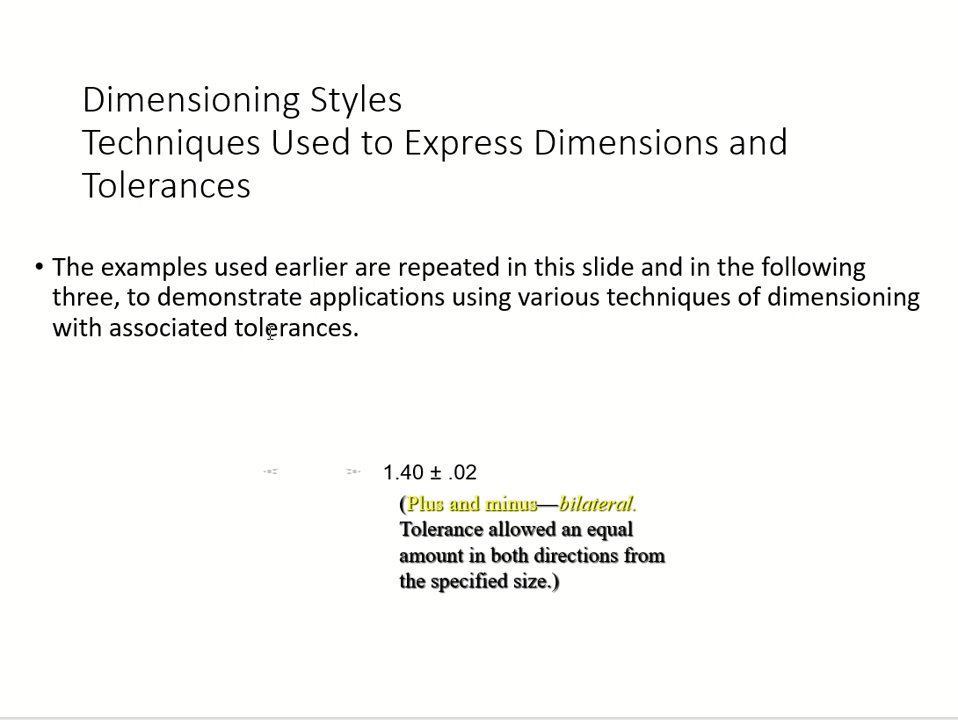 Dimensioning Styles
Techniques Used to Express Dimensions and
Tolerances
• The examples used earlier are repeated in this slide and in the following
three, to demonstrate applications using various techniques of dimensioning
with associated tolerances.
1.40 ± .02
(Plus and minus—bilateral.
Tolerance allowed an equal
amount in both directions from
the specified size.)